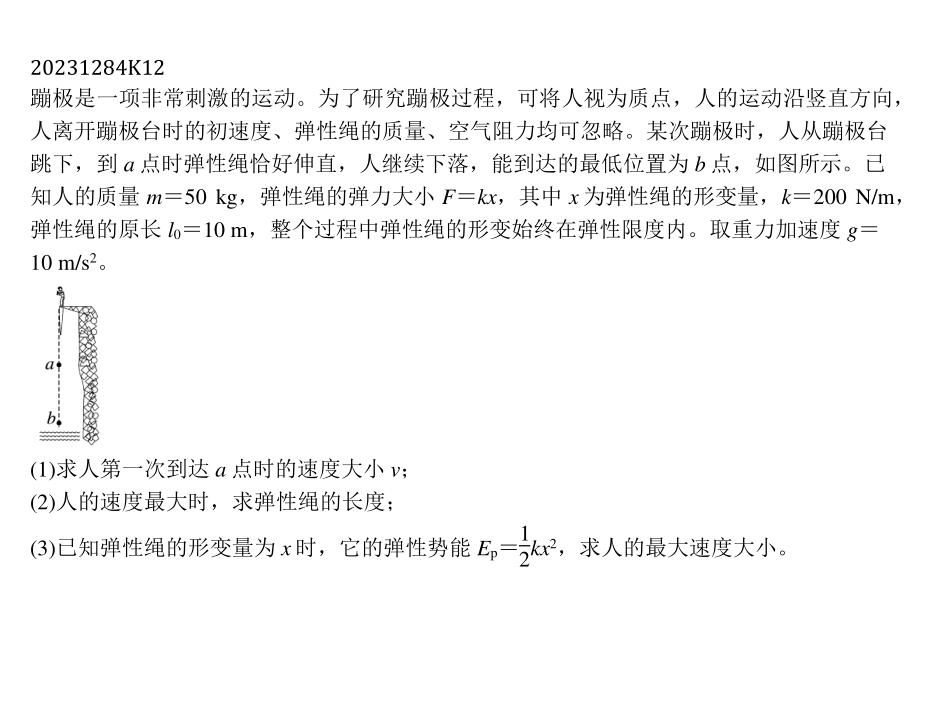 20231284K12
蹦极是一项非常刺激的运动。为了研究蹦极过程，可将人视为质点，人的运动沿竖直方向，
人离开蹦极台时的初速度、弹性绳的质量、空气阻力均可忽略。某次蹦极时，人从蹦极台
跳下，到 a 点时弹性绳恰好伸直，人继续下落，能到达的最低位置为 b 点，如图所示。已
知人的质量 m＝50 kg，弹性绳的弹力大小 F＝kx，其中 x 为弹性绳的形变量，k＝200 N/m，
弹性绳的原长 l₀＝10 m，整个过程中弹性绳的形变始终在弹性限度内。取重力加速度 g＝
10 m/s²。
a
b
(1)求人第一次到达 a 点时的速度大小 v；
(2)人的速度最大时，求弹性绳的长度；
(3)已知弹性绳的形变量为 x 时，它的弹性势能 Eₚ＝½kx²，求人的最大速度大小。